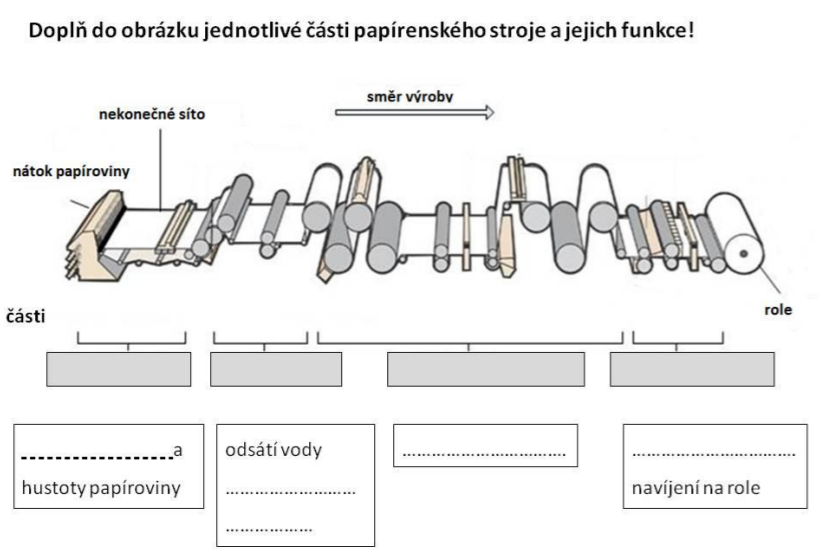 Doplň do obrázku jednotlivé části papírenského stroje a jejich funkce!
směr výroby
nekonečné síto
nátok papíroviny
role
části
------------------a
hustoty papíroviny
odsátí vody
................................
.....................
........................................
........................................
navíjení na role